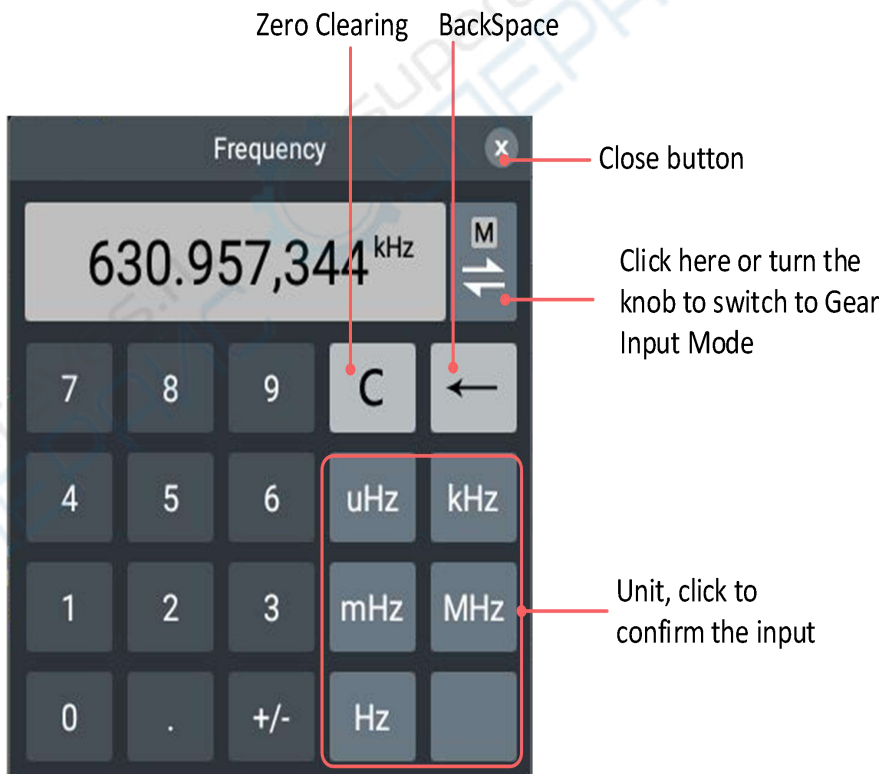 Zero Clearing BackSpace
Frequency x
Close button
630.957,344 kHz M
Click here or turn the
knob to switch to Gear
Input Mode
7 8 9 C ←
4 5 6 uHz kHz
1 2 3 mHz MHz
Unit, click to
confirm the input
0 . +/- Hz